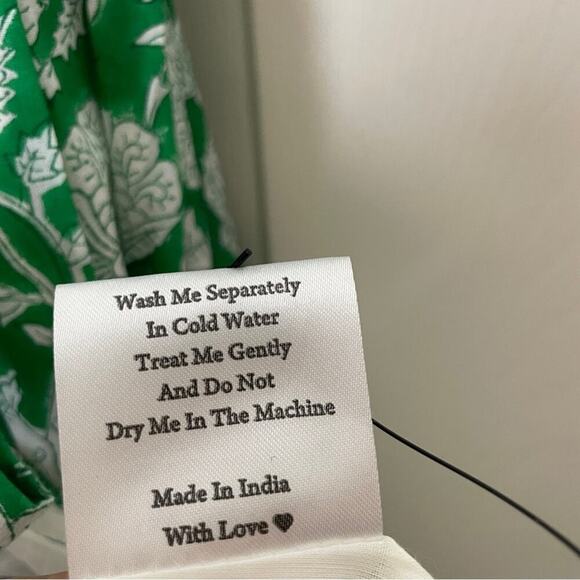 Wash Me Separately
In Cold Water
Treat Me Gently
And Do Not
Dry Me In The Machine
Made In India
With Love ♥